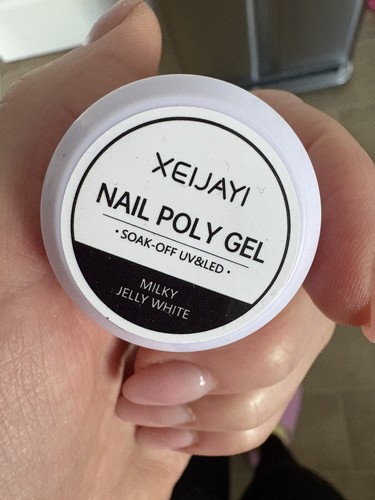 XEIJAYI
NAIL POLY GEL
• SOAK-OFF UV&LED •
MILKY
JELLY WHITE